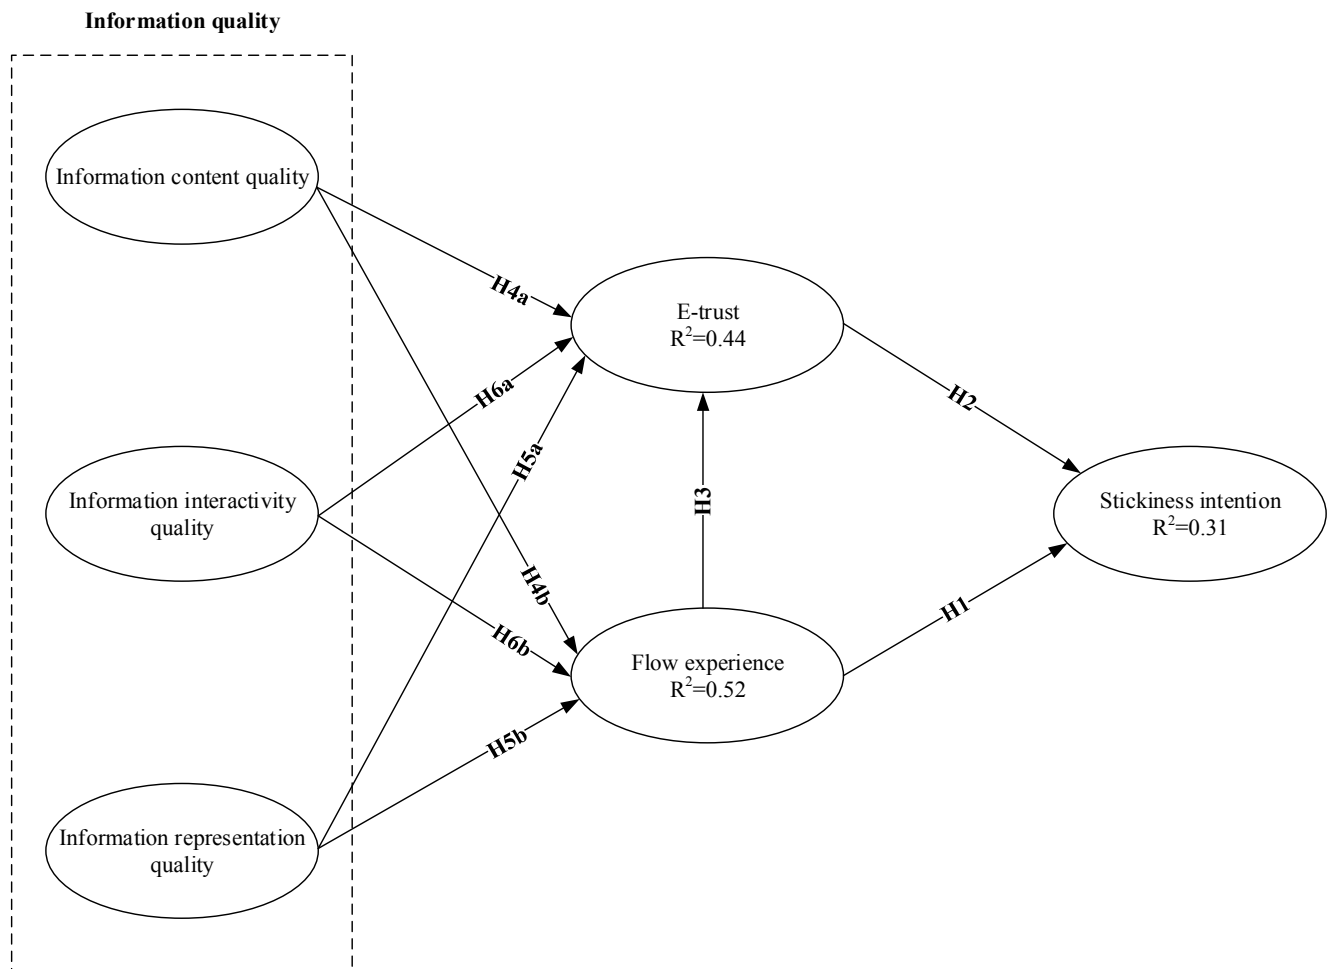 Information quality
Information content quality
H4a
E-trust
R²=0.44
H6a
H2
H5a
Information interactivity
quality
H3
Stickiness intention
R²=0.31
H4b
H1
H6b
Flow experience
R²=0.52
H5b
Information representation
quality